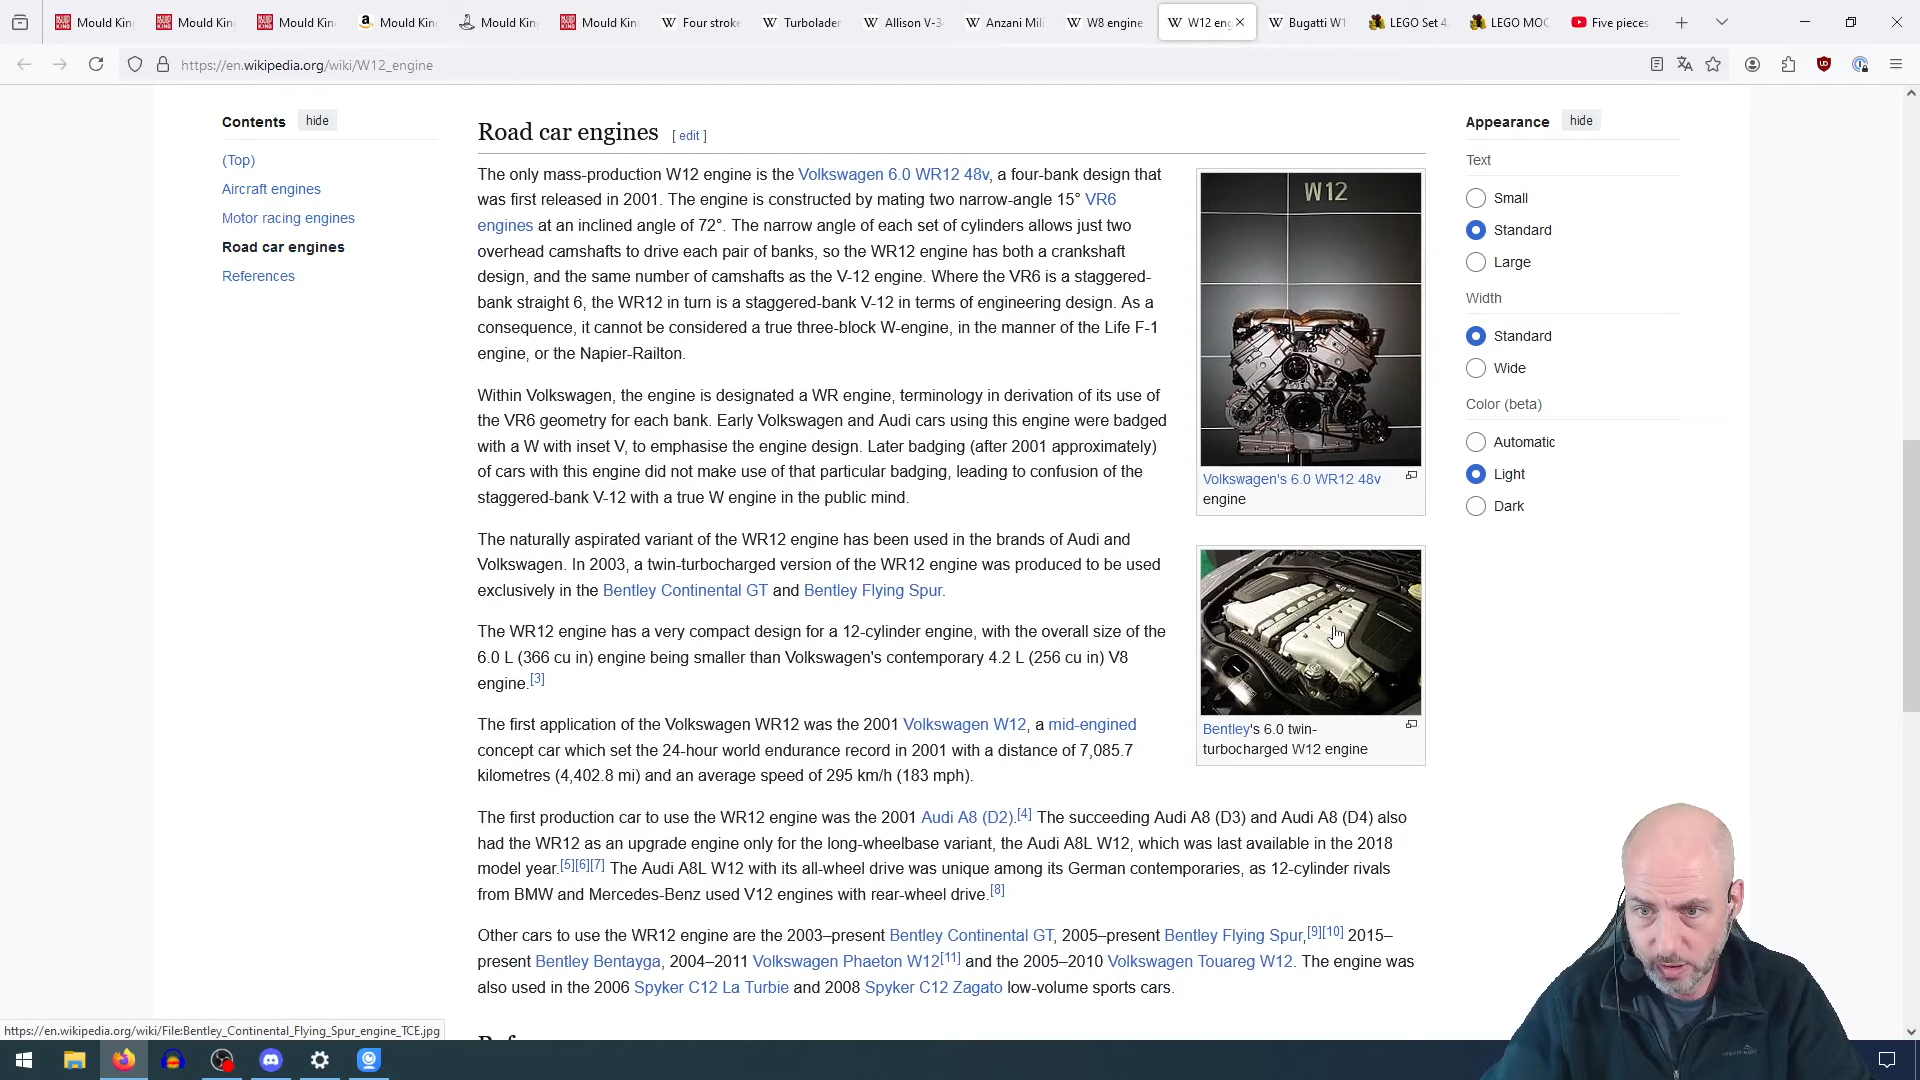 Mould Kin
Mould Kin
Mould Kin
Mould Kin
Mould Kin
Mould Kin
Four stroke
Turbolader
Allison V-3
Anzani Mili
W8 engine
W12 eng
Bugatti W1
LEGO Set 4
LEGO MOC
Five pieces
https://en.wikipedia.org/wiki/W12_engine
Contents hide
(Top)
Aircraft engines
Motor racing engines
Road car engines
References
Road car engines [ edit ]
The only mass-production W12 engine is the Volkswagen 6.0 WR12 48v, a four-bank design that
was first released in 2001. The engine is constructed by mating two narrow-angle 15° VR6
engines at an inclined angle of 72°. The narrow angle of each set of cylinders allows just two
overhead camshafts to drive each pair of banks, so the WR12 engine has both a crankshaft
design, and the same number of camshafts as the V-12 engine. Where the VR6 is a staggered-
bank straight 6, the WR12 in turn is a staggered-bank V-12 in terms of engineering design. As a
consequence, it cannot be considered a true three-block W-engine, in the manner of the Life F-1
engine, or the Napier-Railton.
Within Volkswagen, the engine is designated a WR engine, terminology in derivation of its use of
the VR6 geometry for each bank. Early Volkswagen and Audi cars using this engine were badged
with a W with inset V, to emphasise the engine design. Later badging (after 2001 approximately)
of cars with this engine did not make use of that particular badging, leading to confusion of the
staggered-bank V-12 with a true W engine in the public mind.
The naturally aspirated variant of the WR12 engine has been used in the brands of Audi and
Volkswagen. In 2003, a twin-turbocharged version of the WR12 engine was produced to be used
exclusively in the Bentley Continental GT and Bentley Flying Spur.
The WR12 engine has a very compact design for a 12-cylinder engine, with the overall size of the
6.0 L (366 cu in) engine being smaller than Volkswagen's contemporary 4.2 L (256 cu in) V8
engine.[3]
The first application of the Volkswagen WR12 was the 2001 Volkswagen W12, a mid-engined
concept car which set the 24-hour world endurance record in 2001 with a distance of 7,085.7
kilometres (4,402.8 mi) and an average speed of 295 km/h (183 mph).
The first production car to use the WR12 engine was the 2001 Audi A8 (D2).[4] The succeeding Audi A8 (D3) and Audi A8 (D4) also
had the WR12 as an upgrade engine only for the long-wheelbase variant, the Audi A8L W12, which was last available in the 2018
model year.[5][6][7] The Audi A8L W12 with its all-wheel drive was unique among its German contemporaries, as 12-cylinder rivals
from BMW and Mercedes-Benz used V12 engines with rear-wheel drive.[8]
Other cars to use the WR12 engine are the 2003–present Bentley Continental GT, 2005–present Bentley Flying Spur,[9][10] 2015–
present Bentley Bentayga, 2004–2011 Volkswagen Phaeton W12[11] and the 2005–2010 Volkswagen Touareg W12. The engine was
also used in the 2006 Spyker C12 La Turbie and 2008 Spyker C12 Zagato low-volume sports cars.
W12
Volkswagen's 6.0 WR12 48v
engine
Bentley's 6.0 twin-
turbocharged W12 engine
Appearance hide
Text
Small
Standard
Large
Width
Standard
Wide
Color (beta)
Automatic
Light
Dark
https://en.wikipedia.org/wiki/File:Bentley_Continental_Flying_Spur_engine_TCE.jpg